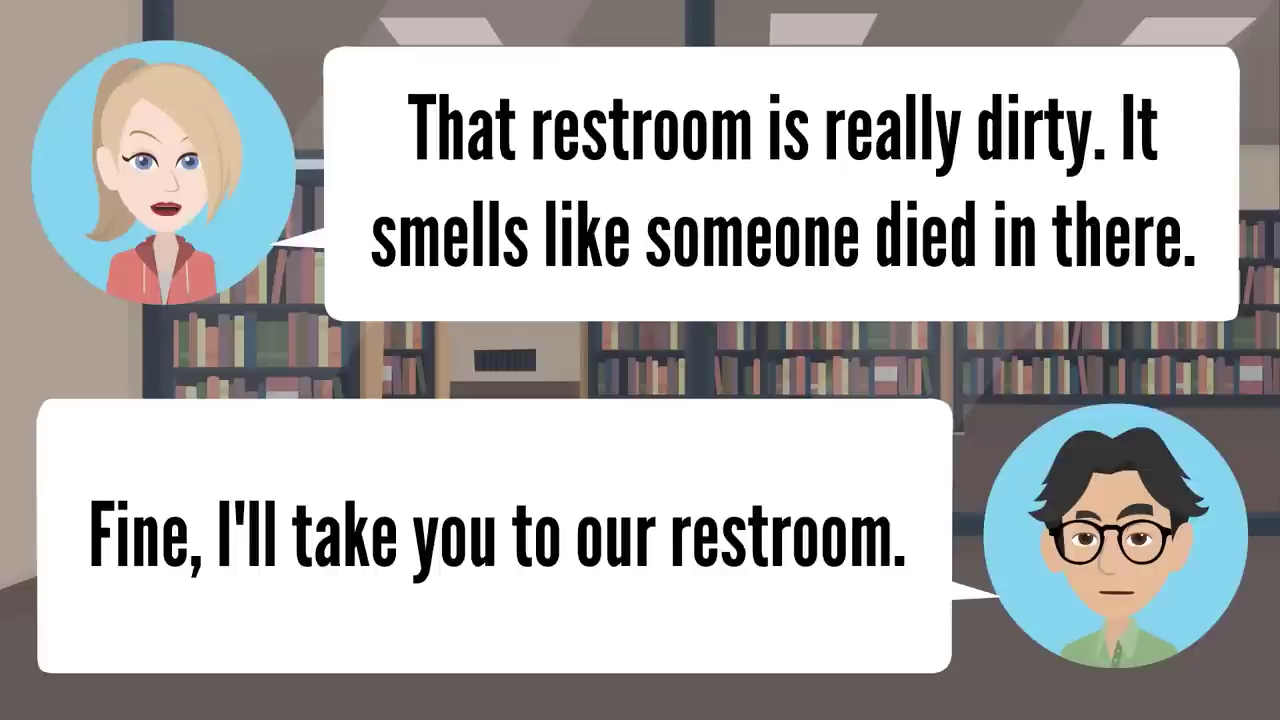 That restroom is really dirty. It
smells like someone died in there.
Fine, I'll take you to our restroom.